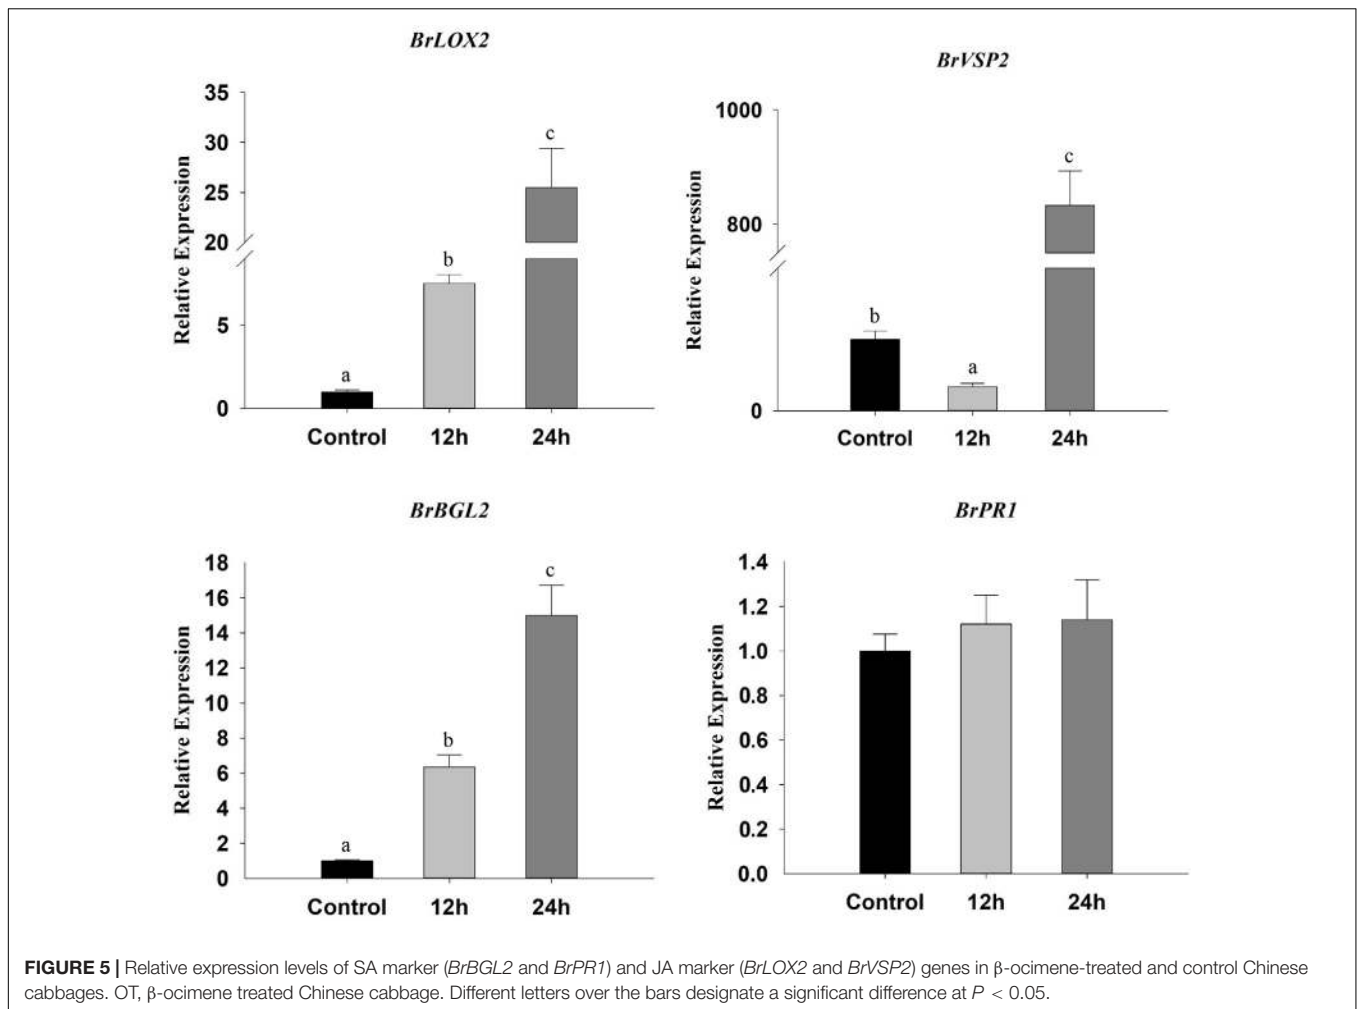 BrLOX2
35
30
25
20
5
0
Relative Expression
a
b
c
Control 12h 24h
BrVSP2
1000
800
0
Relative Expression
b
a
c
Control 12h 24h
BrBGL2
18
16
14
12
10
8
6
4
2
0
Relative Expression
a
b
c
Control 12h 24h
BrPR1
1.4
1.2
1.0
0.8
0.6
0.4
0.2
0.0
Relative Expression
Control 12h 24h
FIGURE 5 | Relative expression levels of SA marker (BrBGL2 and BrPR1) and JA marker (BrLOX2 and BrVSP2) genes in β-ocimene-treated and control Chinese
cabbages. OT, β-ocimene treated Chinese cabbage. Different letters over the bars designate a significant difference at P < 0.05.